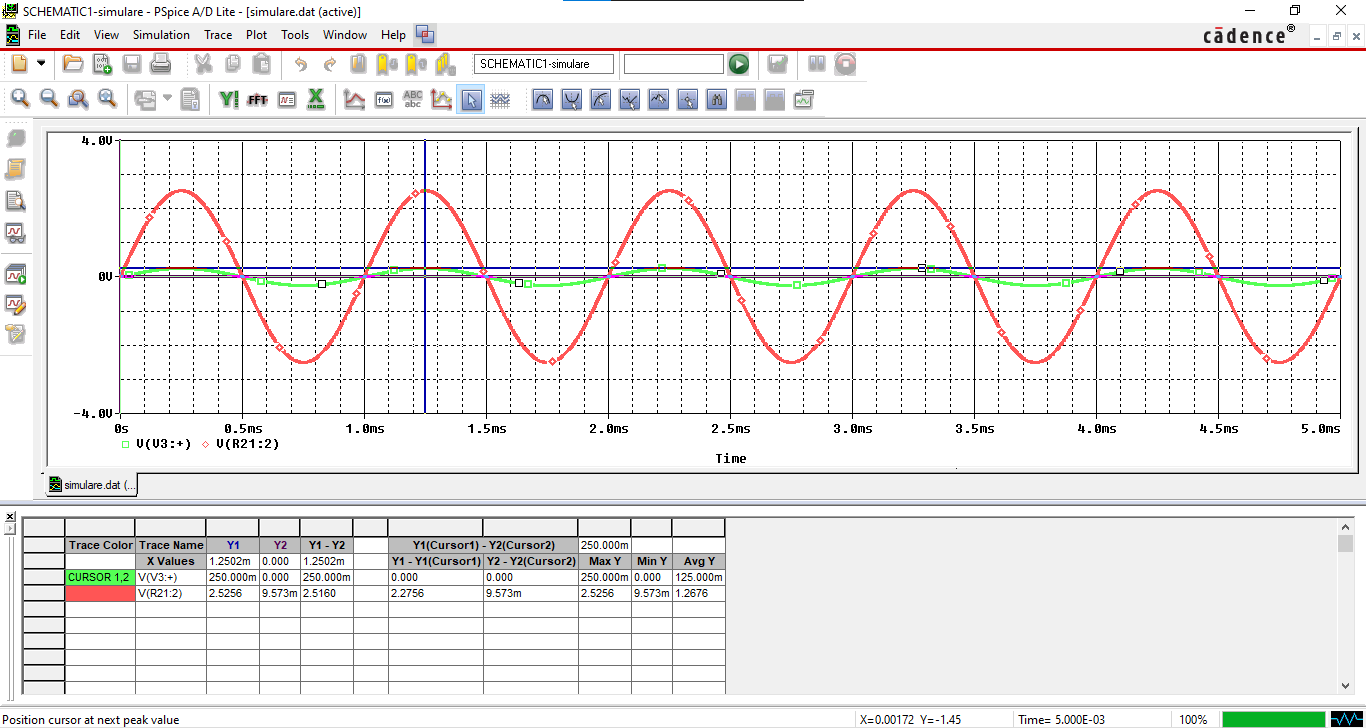 SCHEMATIC1-simulare - PSpice A/D Lite - [simulare.dat (active)]
File Edit View Simulation Trace Plot Tools Window Help
cādence®
SCHEMATIC1-simulare
FFT
ABC
abc
4.0V
0V
-4.0V
0s 0.5ms 1.0ms 1.5ms 2.0ms 2.5ms 3.0ms 3.5ms 4.0ms 4.5ms 5.0ms
V(V3:+) V(R21:2)
Time
simulare.dat (...
Trace Color Trace Name Y1 Y2 Y1 - Y2 Y1(Cursor1) - Y2(Cursor2) 250.000m
X Values 1.2502m 0.000 1.2502m Y1 - Y1(Cursor1) Y2 - Y2(Cursor2) Max Y Min Y Avg Y
CURSOR 1,2 V(V3:+) 250.000m 0.000 250.000m 0.000 0.000 250.000m 0.000 125.000m
V(R21:2) 2.5256 9.573m 2.5160 2.2756 9.573m 2.5256 9.573m 1.2676
Position cursor at next peak value X=0.00172 Y=-1.45 Time= 5.000E-03 100%